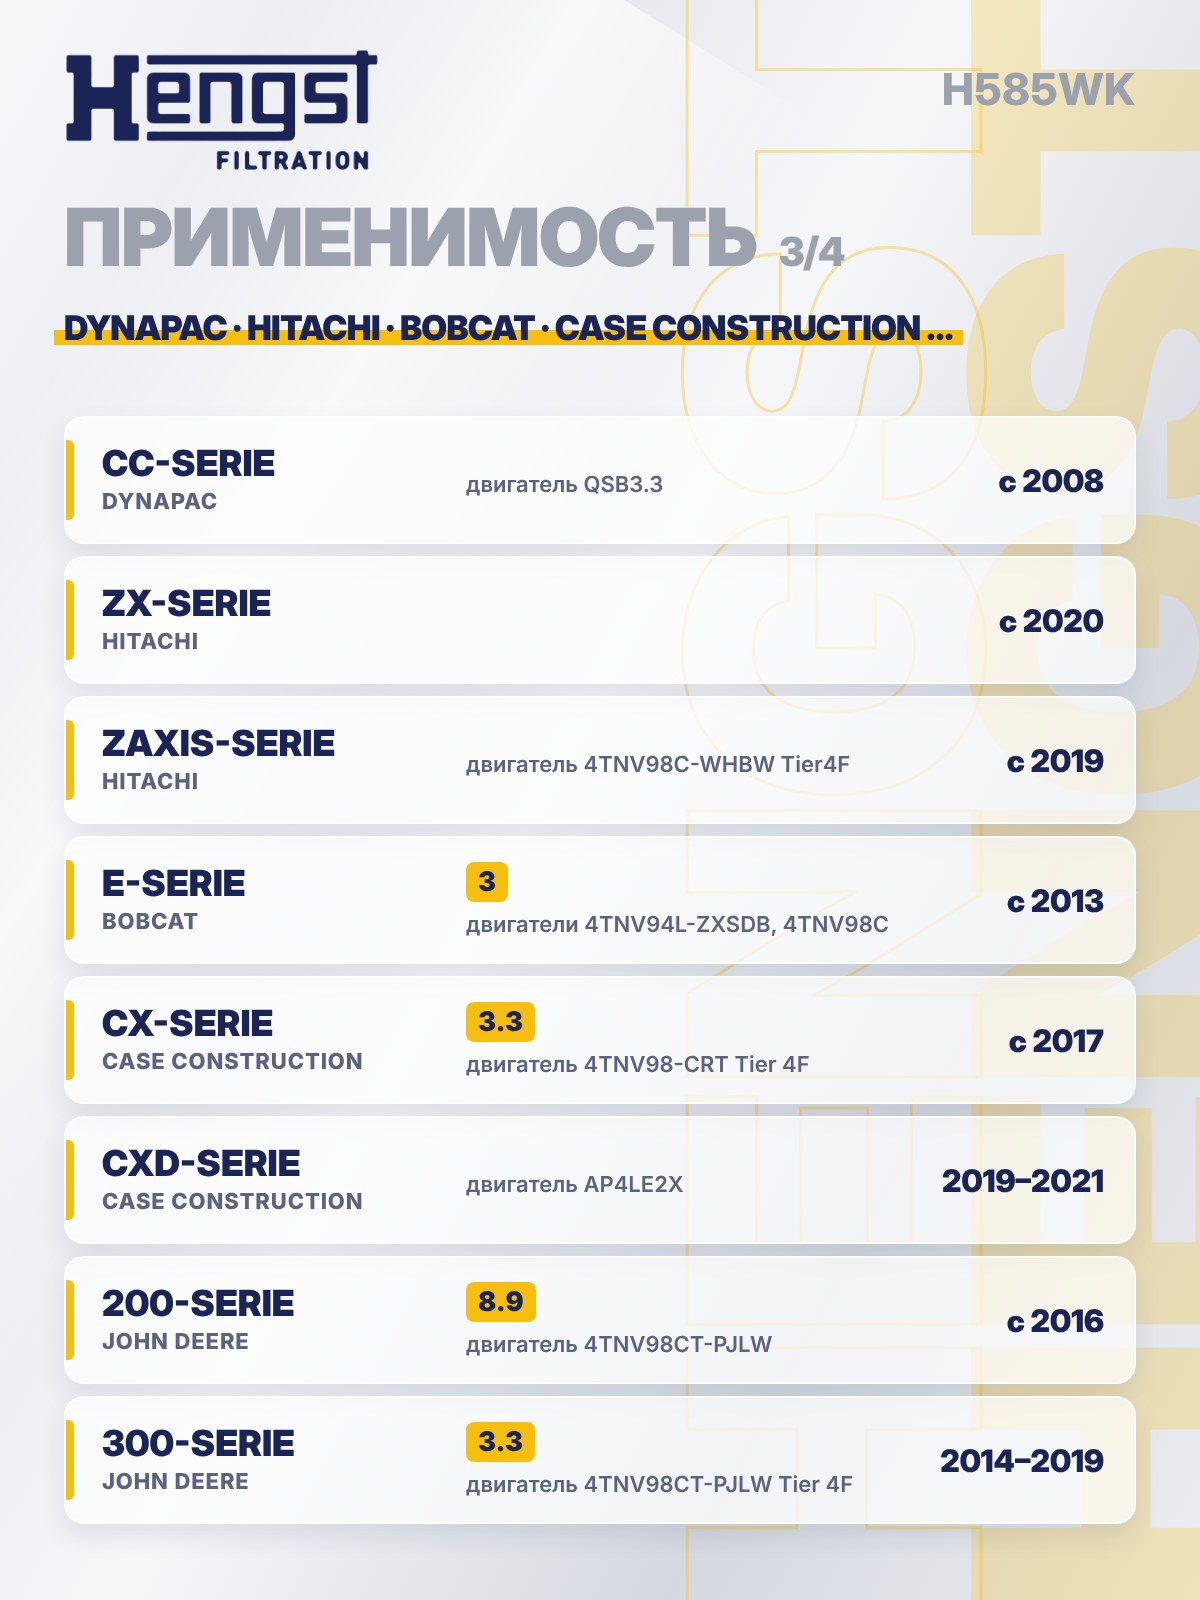 Hengst
FILTRATION
H585WK
ПРИМЕНИМОСТЬ 3/4
DYNAPAC · HITACHI · BOBCAT · CASE CONSTRUCTION ...
CC-SERIE
DYNAPAC
двигатель QSB3.3
с 2008
ZX-SERIE
HITACHI
с 2020
ZAXIS-SERIE
HITACHI
двигатель 4TNV98C-WHBW Tier4F
с 2019
E-SERIE
BOBCAT
3
двигатели 4TNV94L-ZXSDB, 4TNV98C
с 2013
CX-SERIE
CASE CONSTRUCTION
3.3
двигатель 4TNV98-CRT Tier 4F
с 2017
CXD-SERIE
CASE CONSTRUCTION
двигатель AP4LE2X
2019–2021
200-SERIE
JOHN DEERE
8.9
двигатель 4TNV98CT-PJLW
с 2016
300-SERIE
JOHN DEERE
3.3
двигатель 4TNV98CT-PJLW Tier 4F
2014–2019
HENGST
HENGST